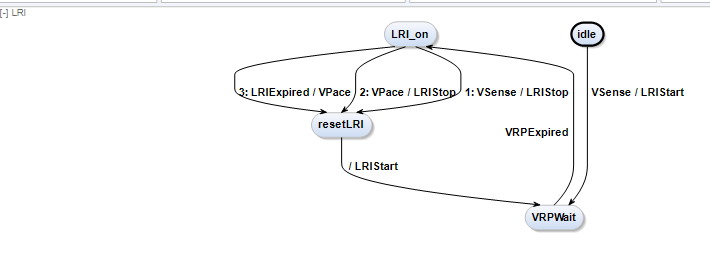 [-] LRI
LRI_on
idle
3: LRIExpired / VPace
2: VPace / LRIStop
1: VSense / LRIStop
VSense / LRIStart
resetLRI
VRPExpired
/ LRIStart
VRPWait